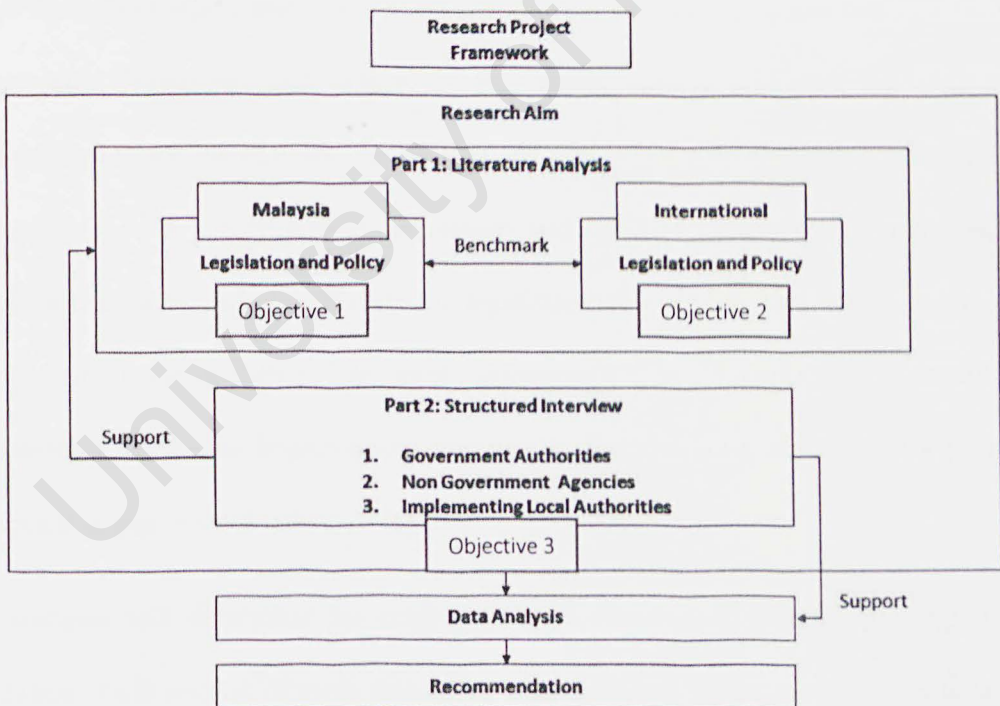 Research Project
Framework
Research Aim
Part 1: Literature Analysis
Malaysia
International
Benchmark
Legislation and Policy
Legislation and Policy
Objective 1
Objective 2
Part 2: Structured Interview
Support
1. Government Authorities
2. Non Government Agencies
3. Implementing Local Authorities
Objective 3
Support
Data Analysis
Recommendation
University of